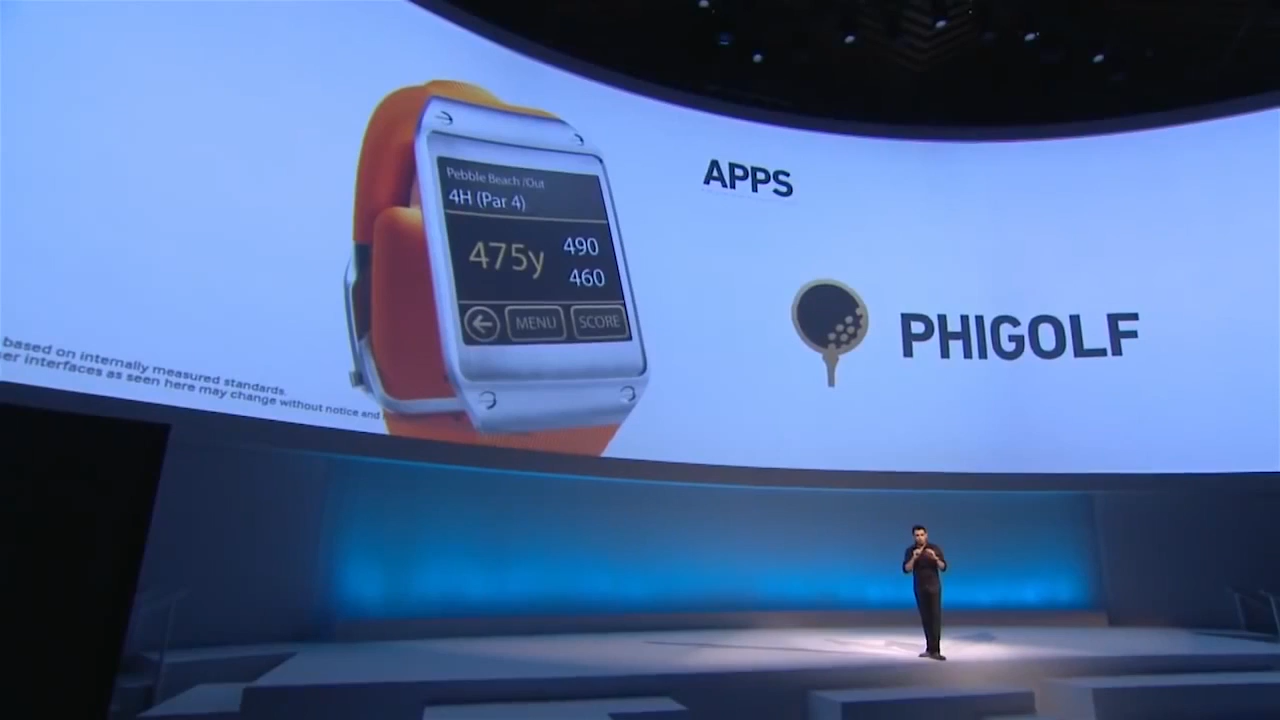 APPS
Pebble Beach /Out
4H (Par 4)
475y
490
460
MENU
SCORE
PHIGOLF
based on internally measured standards.
er interfaces as seen here may change without notice and